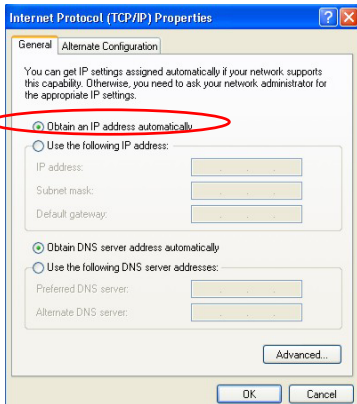 Internet Protocol (TCP/IP) Properties
General
Alternate Configuration
You can get IP settings assigned automatically if your network supports
this capability. Otherwise, you need to ask your network administrator for
the appropriate IP settings.
Obtain an IP address automatically
Use the following IP address:
IP address:
Subnet mask:
Default gateway:
Obtain DNS server address automatically
Use the following DNS server addresses:
Preferred DNS server:
Alternate DNS server:
Advanced...
OK
Cancel